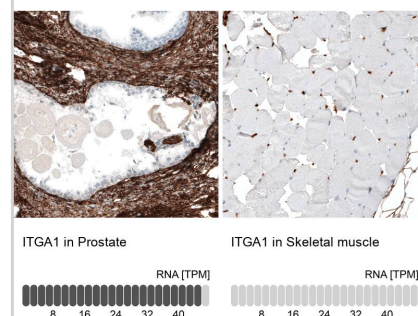 ITGA1 in Prostate
ITGA1 in Skeletal muscle
RNA [TPM]
RNA [TPM]
8 16 24 32 40
8 16 24 32 40